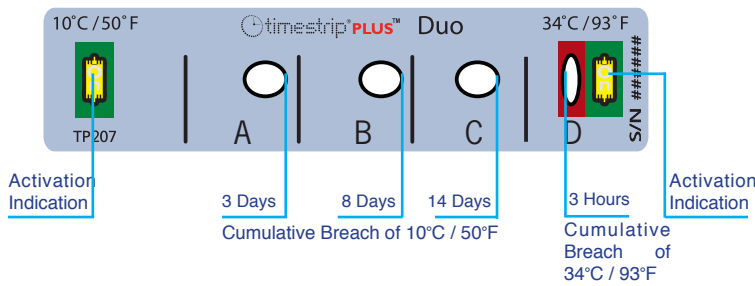 10°C/50°F
timestrip® PLUS™ Duo
34°C/93°F
TP207
A
B
C
D
S/N ######
Activation
Indication
3 Days
8 Days
14 Days
Cumulative Breach of 10°C / 50°F
3 Hours
Cumulative
Breach of
34°C / 93°F
Activation
Indication